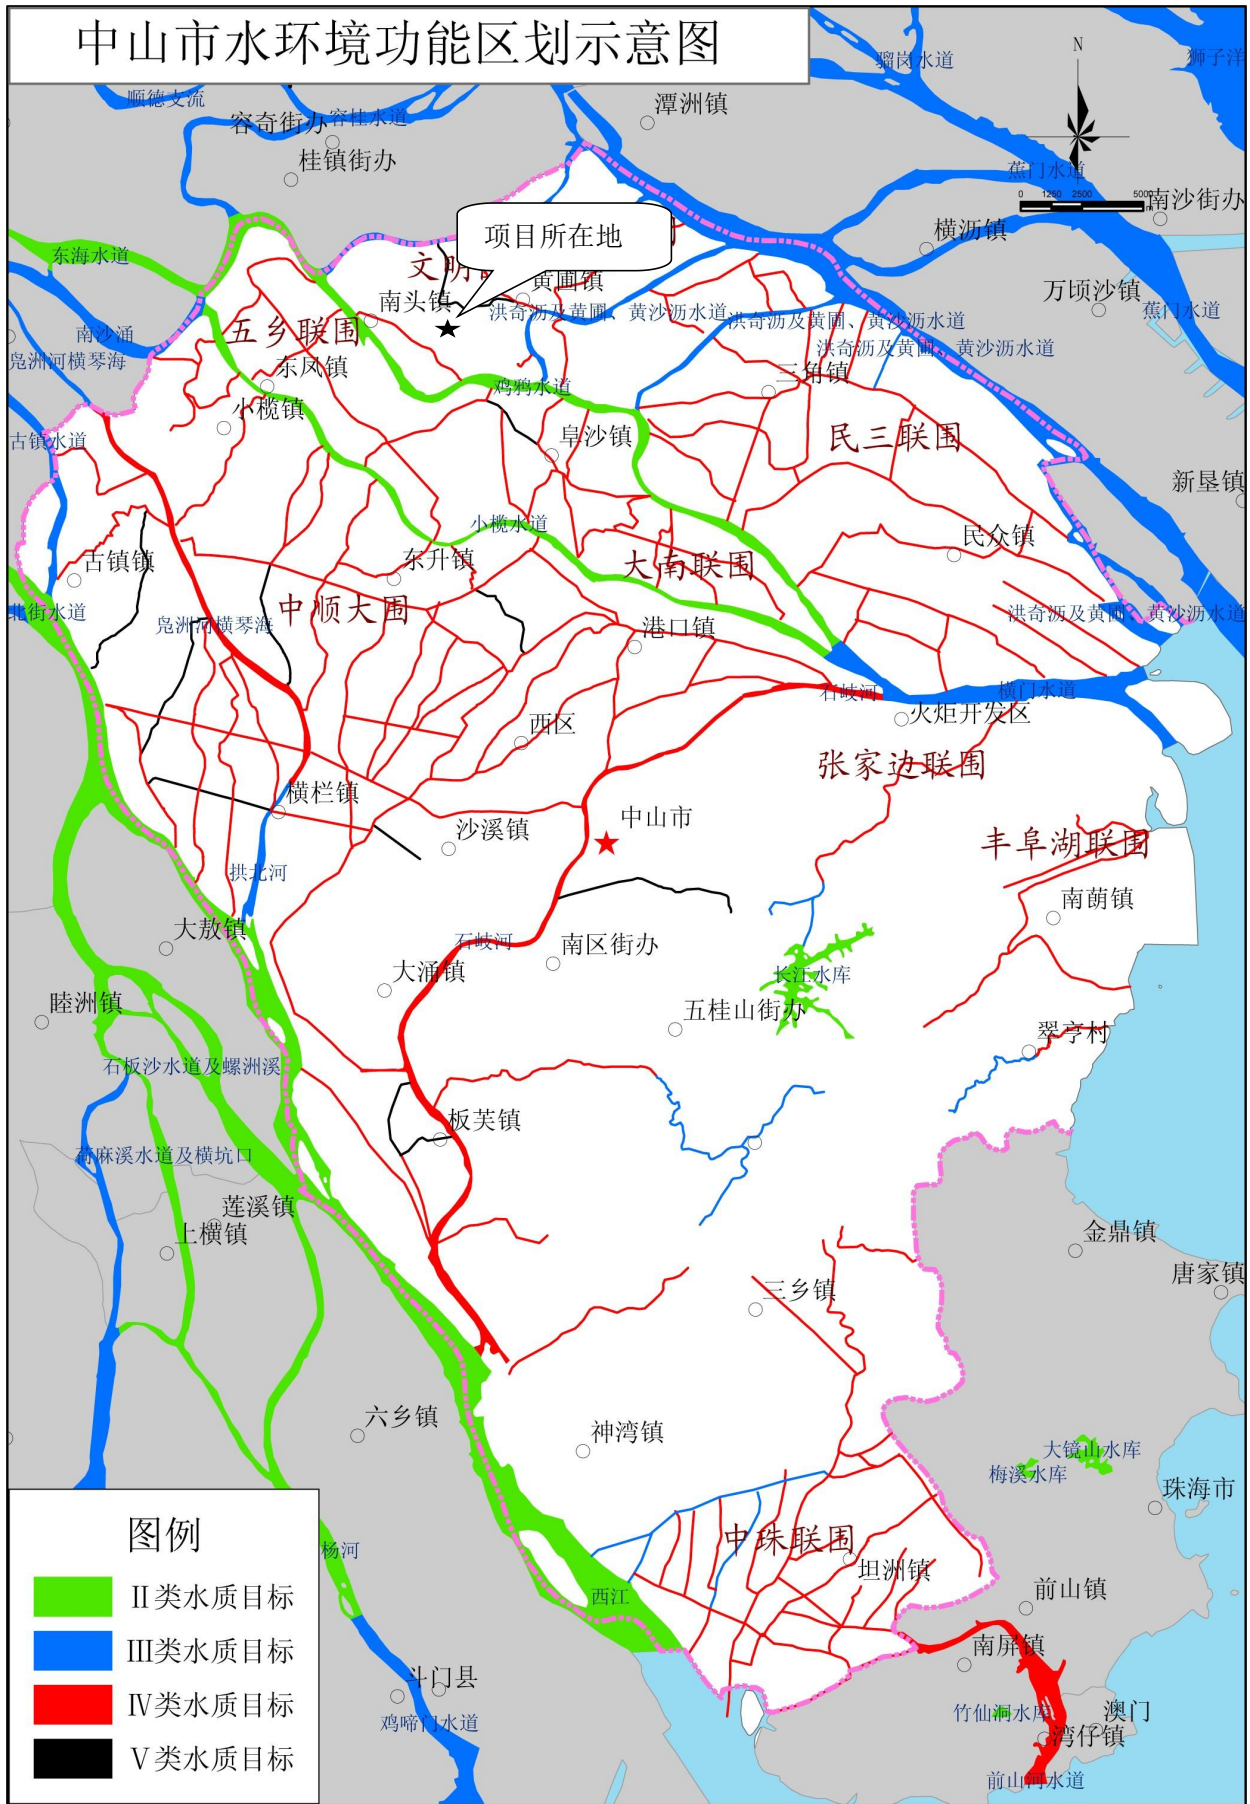 中山市水环境功能区划示意图
N
骝岗水道
狮子洋
顺德支流
容奇街办
容桂水道
潭洲镇
桂镇街办
蕉门水道
0 1250 2500 5000
南沙街办
项目所在地
横沥镇
东海水道
文明
黄圃镇
万顷沙镇
南头镇
洪奇沥及黄圃、黄沙沥水道
洪奇沥及黄圃、黄沙沥水道
蕉门水道
南沙涌
五乡联围
洪奇沥及黄圃、黄沙沥水道
凫洲河横琴海
东凤镇
鸡鸦水道
三角镇
小榄镇
古镇水道
阜沙镇
民三联围
新垦镇
小榄水道
民众镇
古镇镇
东升镇
大南联围
北街水道
中顺大围
凫洲河横琴海
港口镇
洪奇沥及黄圃、黄沙沥水道
石岐河
横门水道
西区
火炬开发区
张家边联围
横栏镇
沙溪镇
中山市
丰阜湖联围
拱北河
南蓢镇
大敖镇
石岐河
南区街办
大涌镇
长江水库
睦洲镇
五桂山街办
翠亨村
石板沙水道及螺洲溪
板芙镇
荷麻溪水道及横坑口
莲溪镇
上横镇
金鼎镇
唐家镇
三乡镇
六乡镇
神湾镇
大镜山水库
梅溪水库
珠海市
图例
中珠联围
杨河
坦洲镇
Ⅱ类水质目标
西江
前山镇
Ⅲ类水质目标
南屏镇
斗门县
Ⅳ类水质目标
竹仙洞水库
澳门
鸡啼门水道
湾仔镇
Ⅴ类水质目标
前山河水道